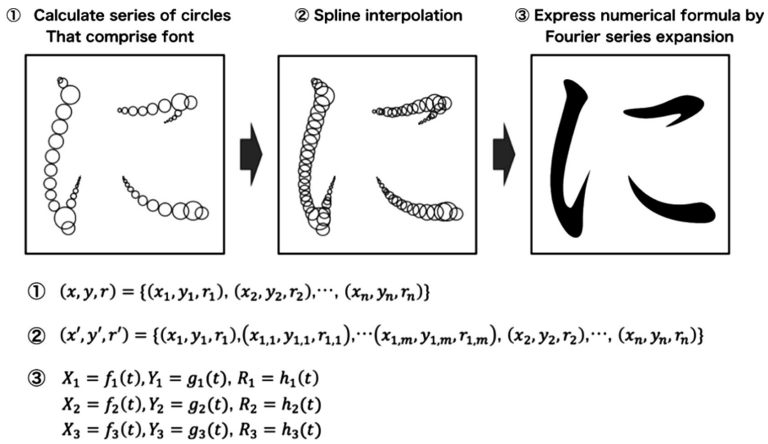 ① Calculate series of circles
That comprise font
② Spline interpolation
③ Express numerical formula by
Fourier series expansion
に
① (x, y, r) = {(x₁, y₁, r₁), (x₂, y₂, r₂),⋯, (xₙ, yₙ, rₙ)}
② (x′, y′, r′) = {(x₁, y₁, r₁),(x₁,₁, y₁,₁, r₁,₁),⋯(x₁,ₘ, y₁,ₘ, r₁,ₘ), (x₂, y₂, r₂),⋯, (xₙ, yₙ, rₙ)}
③ X₁ = f₁(t), Y₁ = g₁(t), R₁ = h₁(t)
X₂ = f₂(t), Y₂ = g₂(t), R₂ = h₂(t)
X₃ = f₃(t), Y₃ = g₃(t), R₃ = h₃(t)